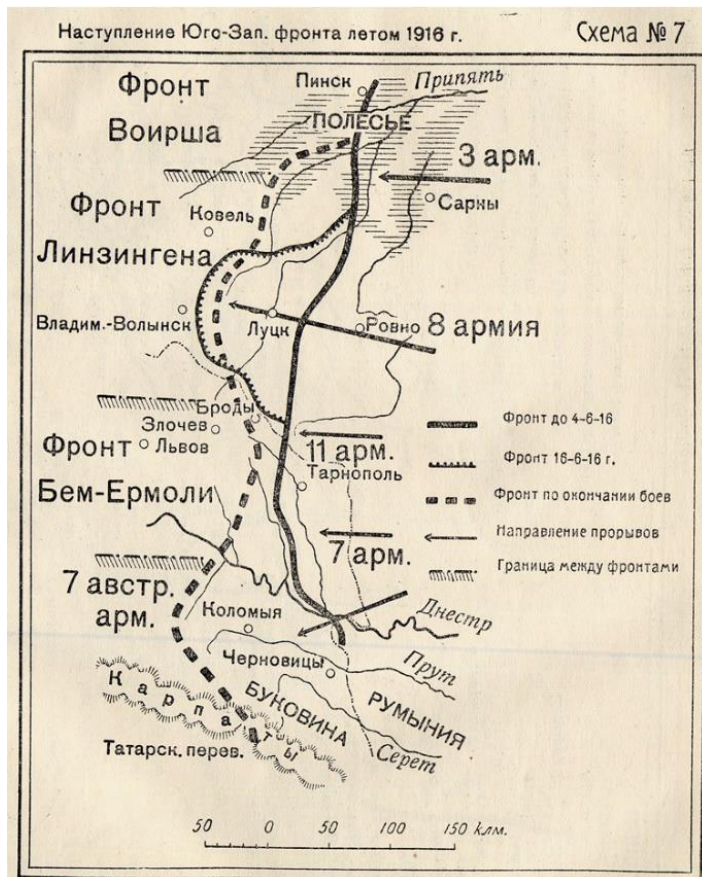 Наступление Юго-Зап. фронта летом 1916 г.
Схема № 7
Фронт
Воирша
Пинск
Припять
ПОЛЕСЬЕ
3 арм.
Сарны
Фронт
Ковель
Линзингена
Владим.-Волынск
Луцк
Ровно
8 армия
Броды
Злочев
Фронт
Львов
11 арм.
Тарнополь
Бем-Ермоли
7 арм.
7 австр.
арм.
Фронт до 4-6-16
Фронт 16-6-16 г.
Фронт по окончании боев
Направление прорывов
Граница между фронтами
Днестр
Коломыя
Черновицы
Прут
Карпаты
БУКОВИНА
РУМЫНИЯ
Татарск. перев.
Серет
50 0 50 100 150 клм.